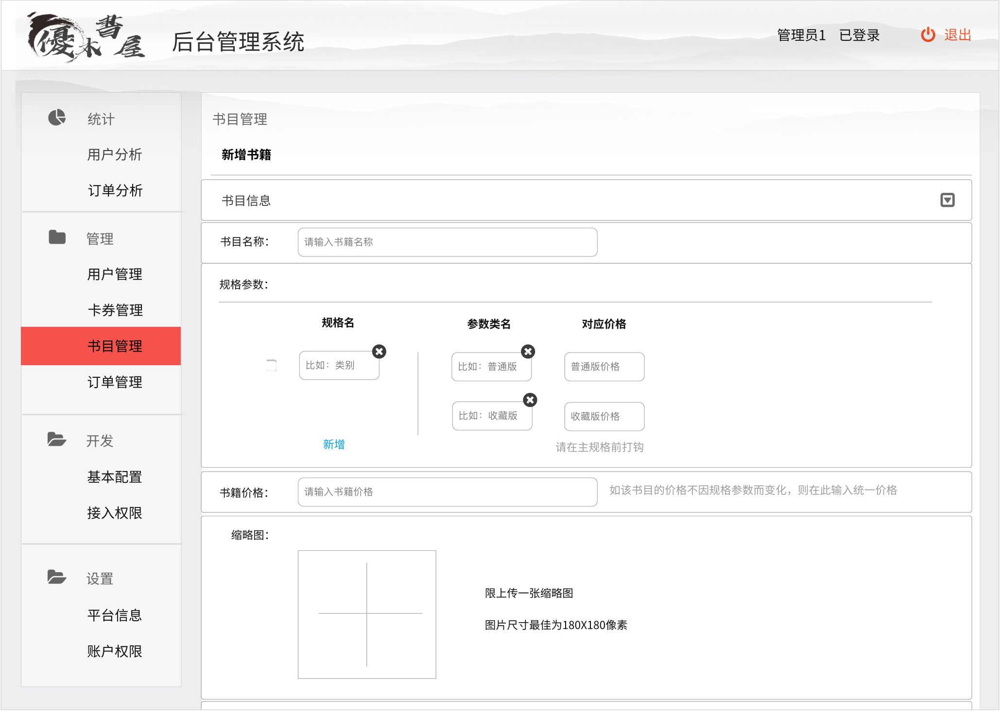 優木書屋
后台管理系统
管理员1 已登录
退出
统计
用户分析
订单分析
管理
用户管理
卡券管理
书目管理
订单管理
开发
基本配置
接入权限
设置
平台信息
账户权限
书目管理
新增书籍
书目信息
书目名称：
请输入书籍名称
规格参数：
规格名
参数类名
对应价格
比如：类别
比如：普通版
普通版价格
比如：收藏版
收藏版价格
新增
请在主规格前打钩
书籍价格：
请输入书籍价格
如该书目的价格不因规格参数而变化，则在此输入统一价格
缩略图：
限上传一张缩略图
图片尺寸最佳为180X180像素